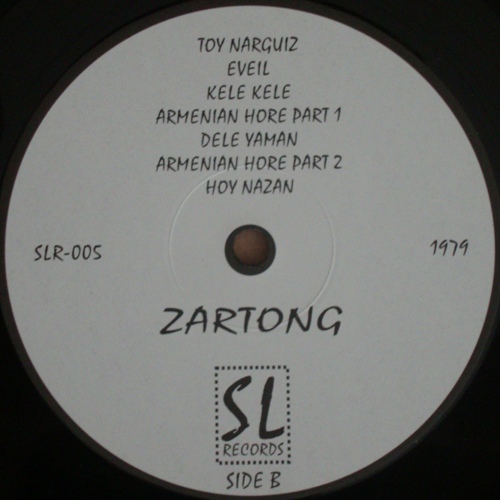 TOY NARGUIZ
EVEIL
KELE KELE
ARMENIAN HORE PART 1
DELE YAMAN
ARMENIAN HORE PART 2
HOY NAZAN
SLR-005
1979
ZARTONG
SL
RECORDS
SIDE B